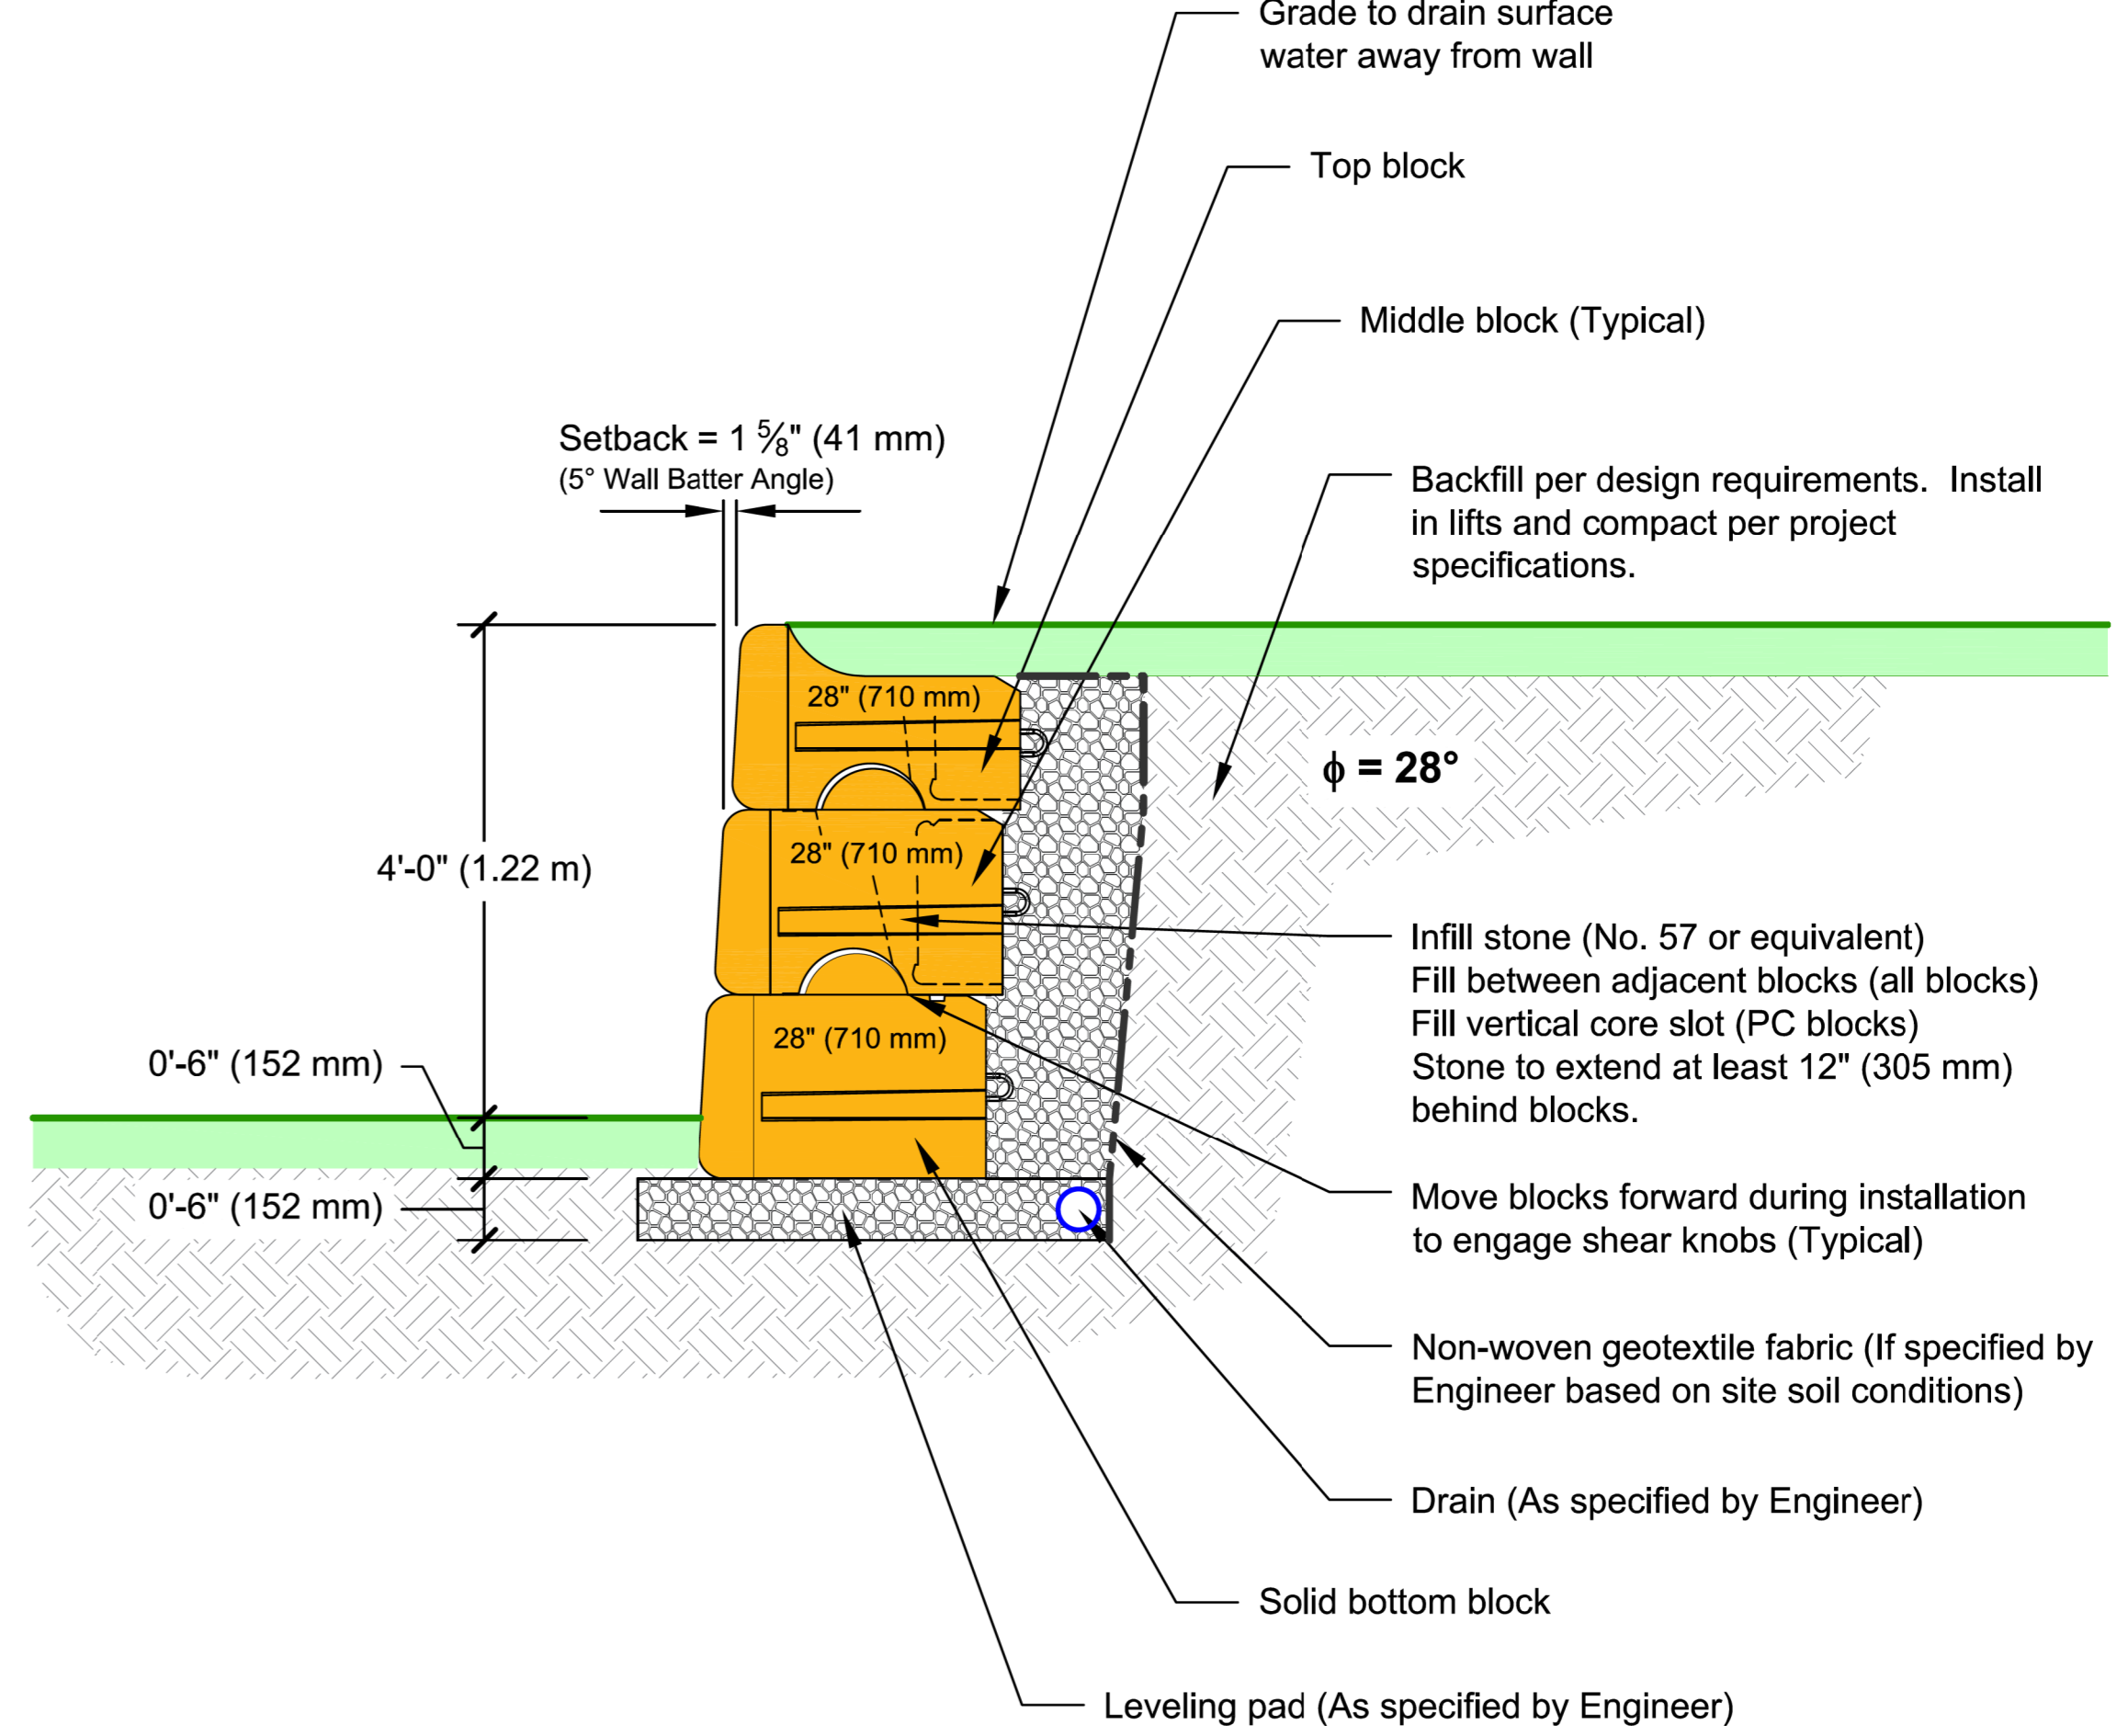 Grade to drain surface
water away from wall
Top block
Middle block (Typical)
Setback = 1 5⁄8" (41 mm)
(5° Wall Batter Angle)
Backfill per design requirements. Install
in lifts and compact per project
specifications.
28" (710 mm)
ϕ = 28°
28" (710 mm)
4'-0" (1.22 m)
Infill stone (No. 57 or equivalent)
Fill between adjacent blocks (all blocks)
Fill vertical core slot (PC blocks)
Stone to extend at least 12" (305 mm)
behind blocks.
28" (710 mm)
0'-6" (152 mm)
0'-6" (152 mm)
Move blocks forward during installation
to engage shear knobs (Typical)
Non-woven geotextile fabric (If specified by
Engineer based on site soil conditions)
Drain (As specified by Engineer)
Solid bottom block
Leveling pad (As specified by Engineer)